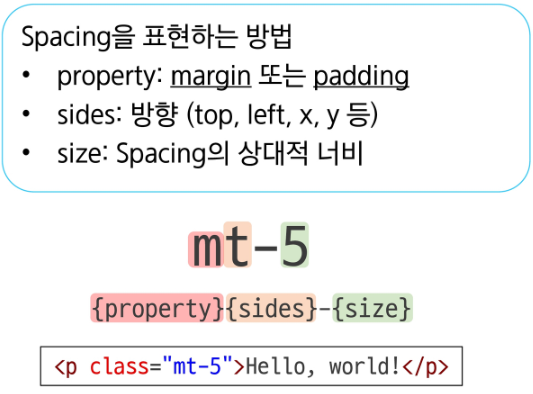 Spacing을 표현하는 방법
• property: margin 또는 padding
• sides: 방향 (top, left, x, y 등)
• size: Spacing의 상대적 너비
mt-5
{property}{sides}-{size}
<p class="mt-5">Hello, world!</p>